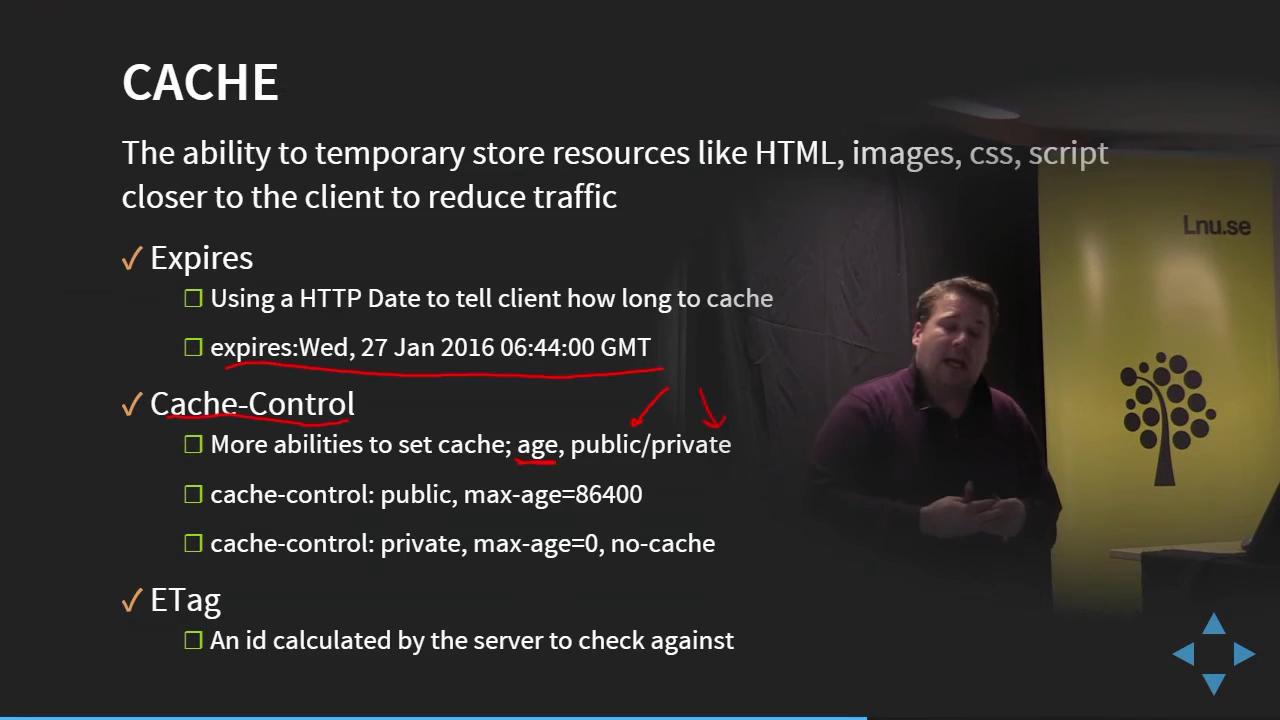 CACHE
The ability to temporary store resources like HTML, images, css, script
closer to the client to reduce traffic
Lnu.se
✓ Expires
❒ Using a HTTP Date to tell client how long to cache
❒ expires:Wed, 27 Jan 2016 06:44:00 GMT
✓ Cache-Control
❒ More abilities to set cache; age, public/private
❒ cache-control: public, max-age=86400
❒ cache-control: private, max-age=0, no-cache
✓ ETag
❒ An id calculated by the server to check against